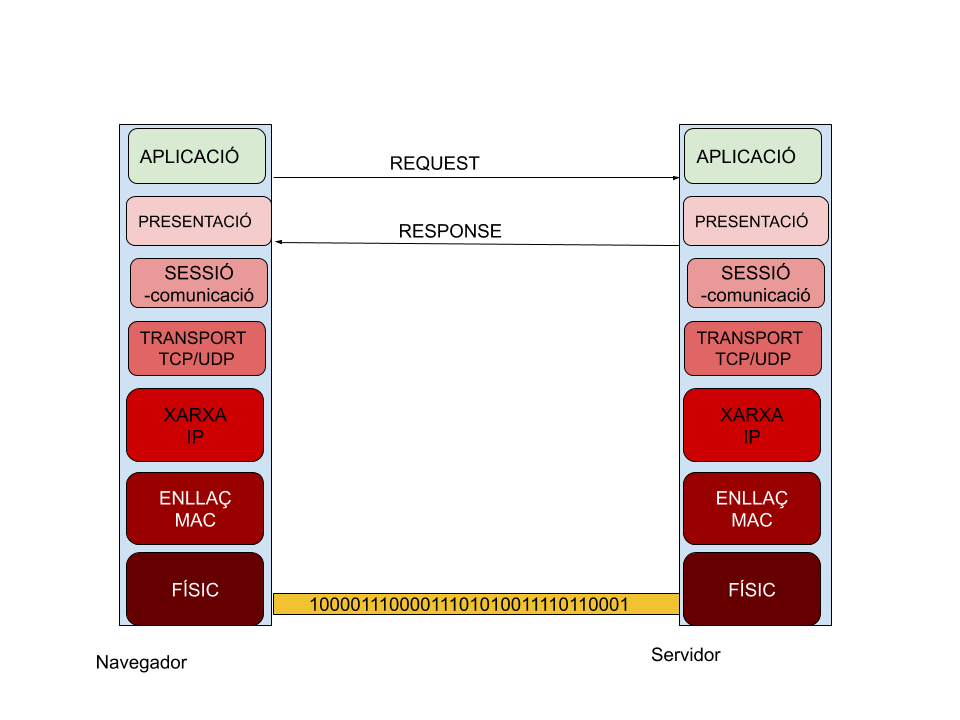 APLICACIÓ
REQUEST
APLICACIÓ
PRESENTACIÓ
RESPONSE
PRESENTACIÓ
SESSIÓ
-comunicació
SESSIÓ
-comunicació
TRANSPORT
TCP/UDP
TRANSPORT
TCP/UDP
XARXA
IP
XARXA
IP
ENLLAÇ
MAC
ENLLAÇ
MAC
FÍSIC
FÍSIC
10000111000011101010011110110001
Navegador
Servidor